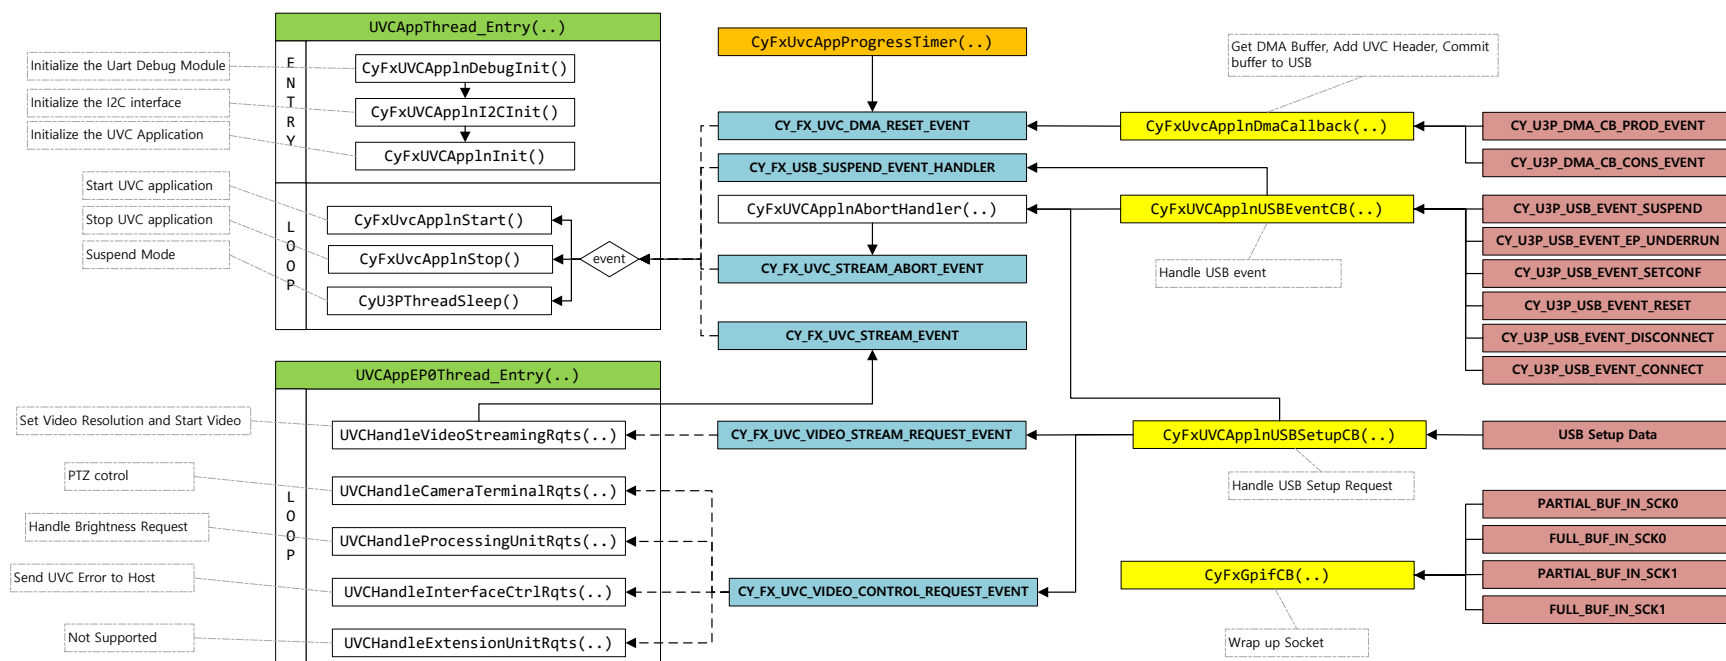 UVCAppThread_Entry(..)
ENTRY
CyFxUVCApplnDebugInit()
CyFxUVCApplnI2CInit()
CyFxUVCApplnInit()
Initialize the Uart Debug Module
Initialize the I2C interface
Initialize the UVC Application
LOOP
CyFxUvcApplnStart()
CyFxUvcApplnStop()
CyU3PThreadSleep()
Start UVC application
Stop UVC application
Suspend Mode
event
CyFxUvcAppProgressTimer(..)
CY_FX_UVC_DMA_RESET_EVENT
CY_FX_USB_SUSPEND_EVENT_HANDLER
CyFxUVCApplnAbortHandler(..)
CY_FX_UVC_STREAM_ABORT_EVENT
CY_FX_UVC_STREAM_EVENT
Get DMA Buffer, Add UVC Header, Commit
buffer to USB
CyFxUvcApplnDmaCallback(..)
CyFxUVCApplnUSBEventCB(..)
Handle USB event
CY_U3P_DMA_CB_PROD_EVENT
CY_U3P_DMA_CB_CONS_EVENT
CY_U3P_USB_EVENT_SUSPEND
CY_U3P_USB_EVENT_EP_UNDERRUN
CY_U3P_USB_EVENT_SETCONF
CY_U3P_USB_EVENT_RESET
CY_U3P_USB_EVENT_DISCONNECT
CY_U3P_USB_EVENT_CONNECT
UVCAppEP0Thread_Entry(..)
LOOP
UVCHandleVideoStreamingRqts(..)
UVCHandleCameraTerminalRqts(..)
UVCHandleProcessingUnitRqts(..)
UVCHandleInterfaceCtrlRqts(..)
UVCHandleExtensionUnitRqts(..)
Set Video Resolution and Start Video
PTZ cotrol
Handle Brightness Request
Send UVC Error to Host
Not Supported
CY_FX_UVC_VIDEO_STREAM_REQUEST_EVENT
CY_FX_UVC_VIDEO_CONTROL_REQUEST_EVENT
CyFxUVCApplnUSBSetupCB(..)
Handle USB Setup Request
CyFxGpifCB(..)
Wrap up Socket
USB Setup Data
PARTIAL_BUF_IN_SCK0
FULL_BUF_IN_SCK0
PARTIAL_BUF_IN_SCK1
FULL_BUF_IN_SCK1